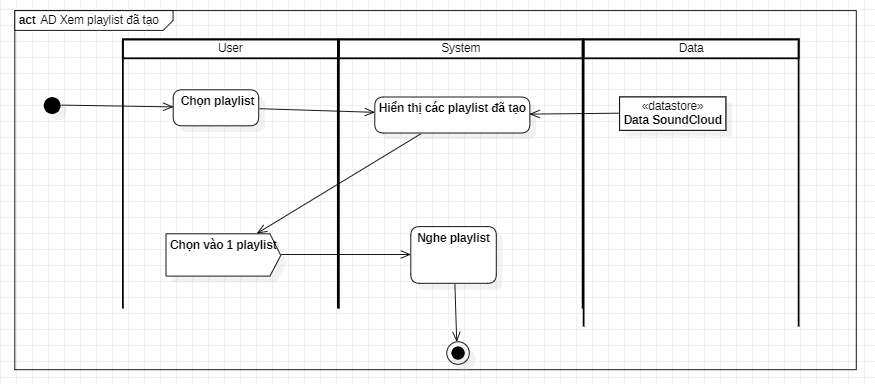 act AD Xem playlist đã tạo
User
System
Data
Chọn playlist
Hiển thị các playlist đã tạo
«datastore»
Data SoundCloud
Chọn vào 1 playlist
Nghe playlist